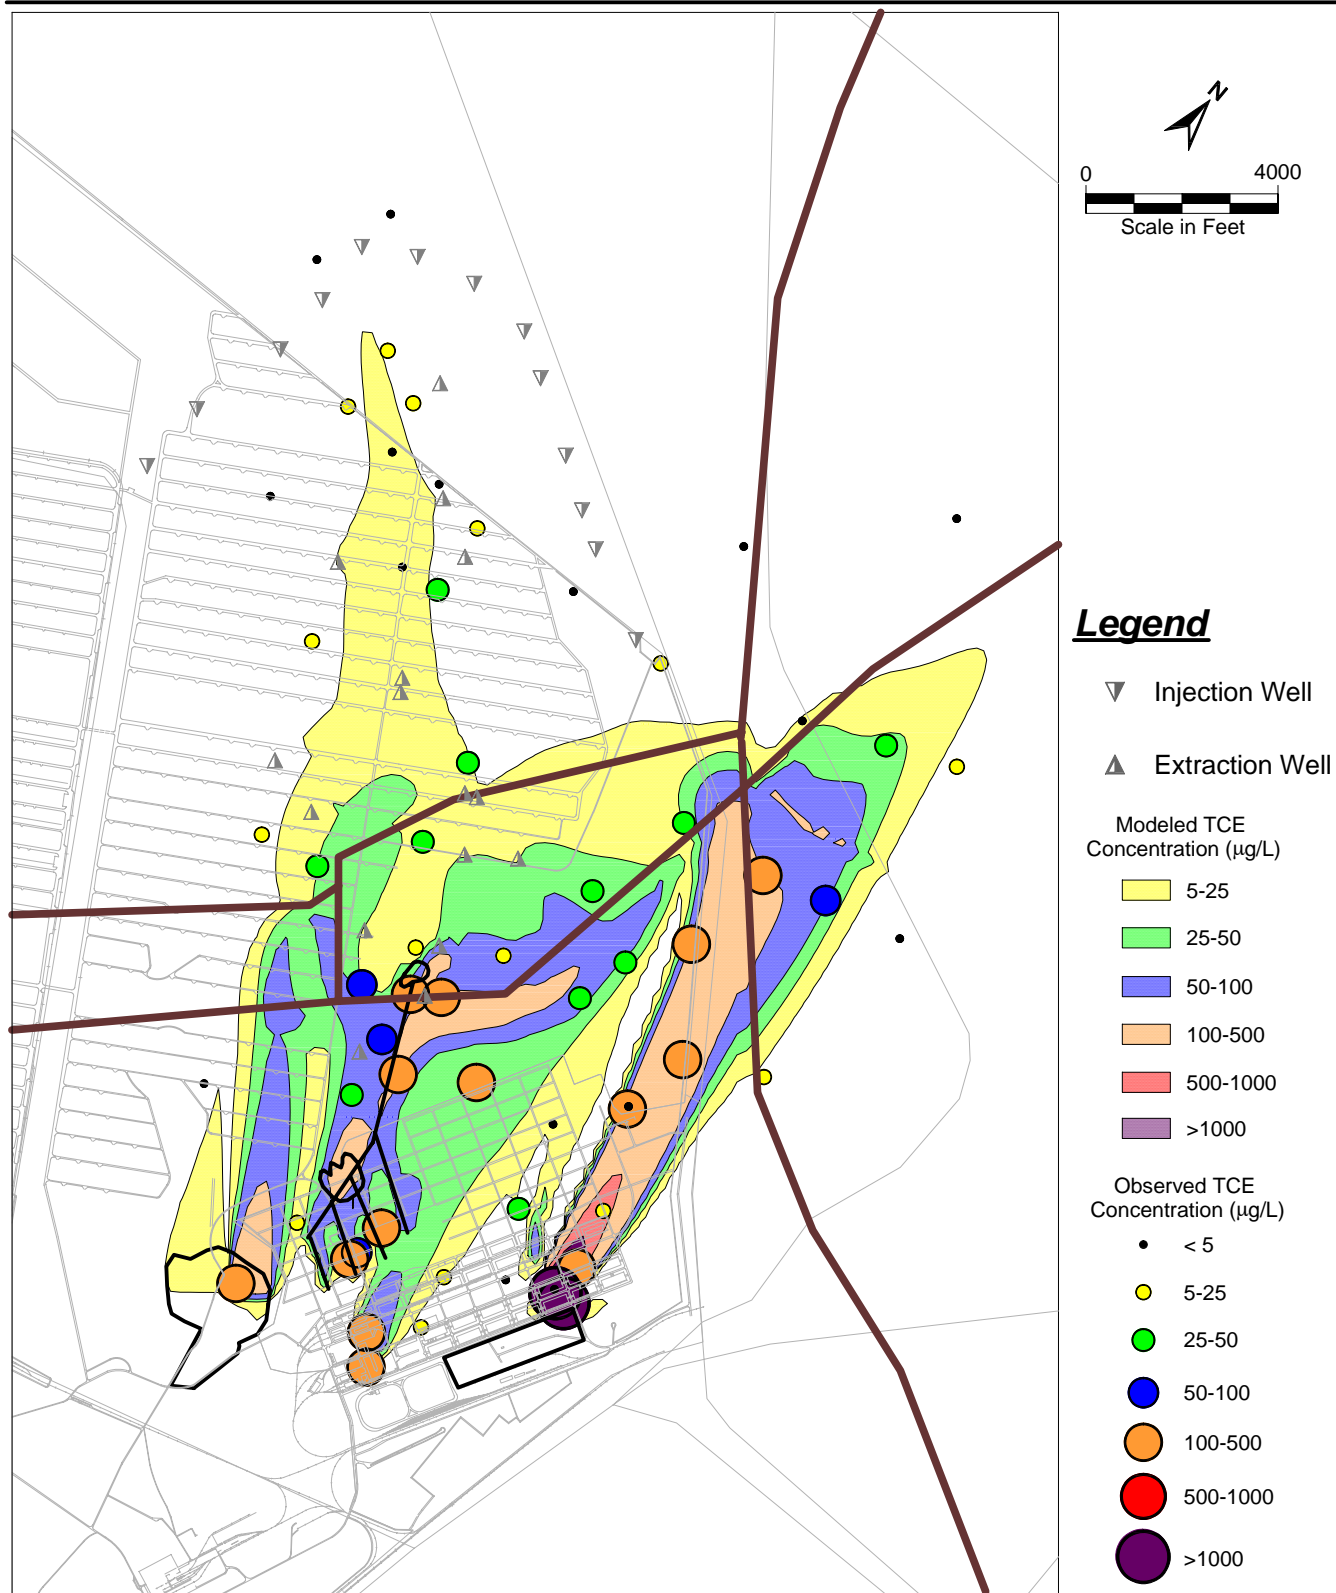 N
0 4000
Scale in Feet
Legend
Injection Well
Extraction Well
Modeled TCE
Concentration (µg/L)
5-25
25-50
50-100
100-500
500-1000
>1000
Observed TCE
Concentration (µg/L)
< 5
5-25
25-50
50-100
100-500
500-1000
>1000